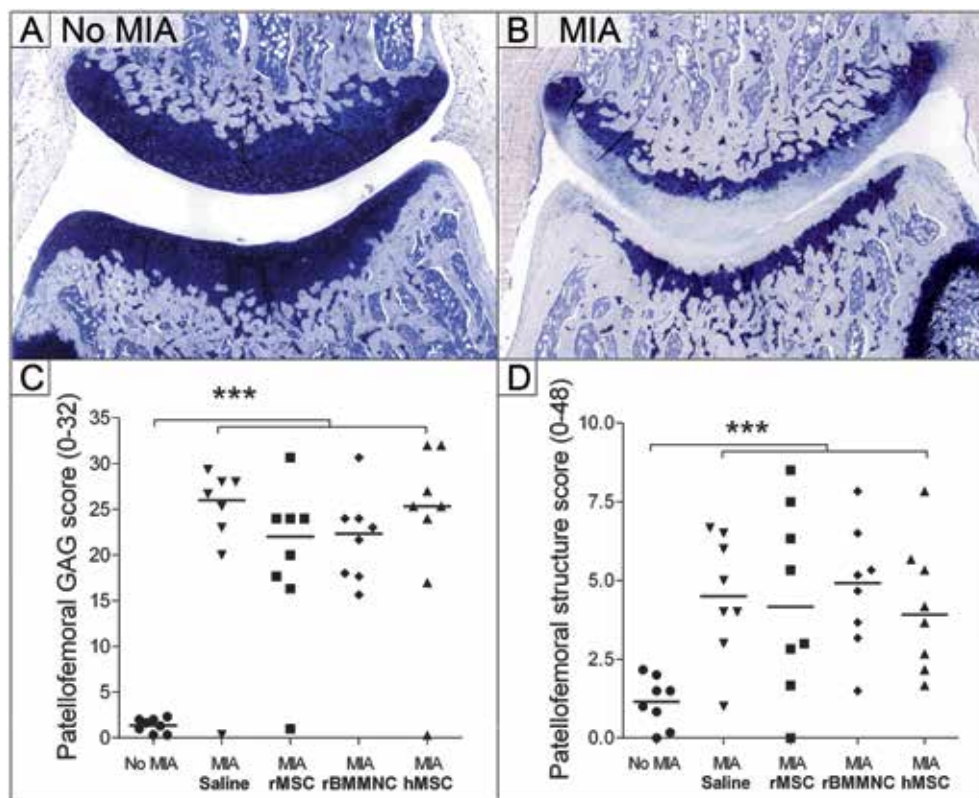 A No MIA
B MIA
C
***
Patellofemoral GAG score (0-32)
35
30
25
20
15
10
5
0
No MIA
MIA
Saline
MIA
rMSC
MIA
rBMMNC
MIA
hMSC
D
***
Patellofemoral structure score (0-48)
10.0
7.5
5.0
2.5
0.0
No MIA
MIA
Saline
MIA
rMSC
MIA
rBMMNC
MIA
hMSC